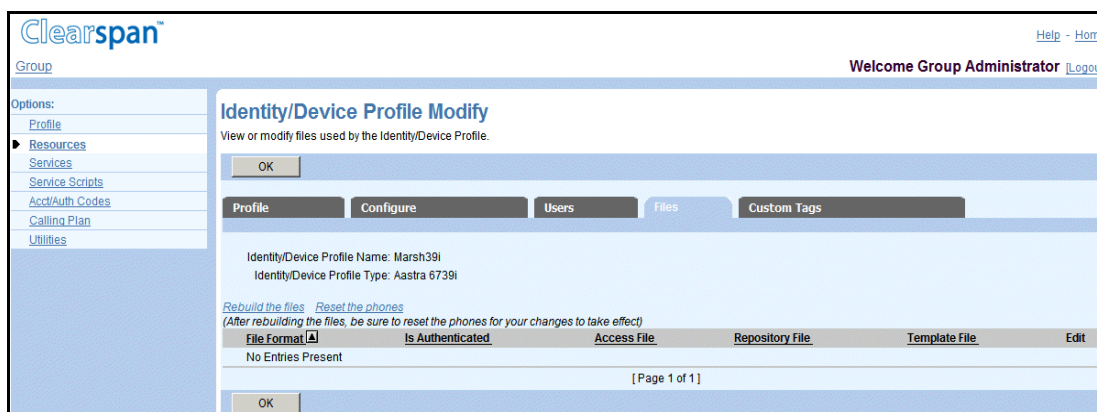 Clearspan™
Help - Hom
Group
Welcome Group Administrator [Logou
Options:
Profile
Resources
Services
Service Scripts
Acct/Auth Codes
Calling Plan
Utilities
Identity/Device Profile Modify
View or modify files used by the Identity/Device Profile.
OK
Profile Configure Users Files Custom Tags
Identity/Device Profile Name: Marsh39i
Identity/Device Profile Type: Aastra 6739i
Rebuild the files Reset the phones
(After rebuilding the files, be sure to reset the phones for your changes to take effect)
File Format Is Authenticated Access File Repository File Template File Edit
No Entries Present
[ Page 1 of 1 ]
OK